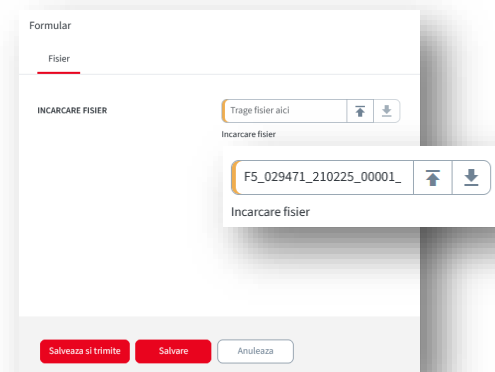 Formular
Fisier
INCARCARE FISIER
Trage fisier aici
Incarcare fisier
F5_029471_210225_00001_
Incarcare fisier
Salveaza si trimite
Salvare
Anuleaza